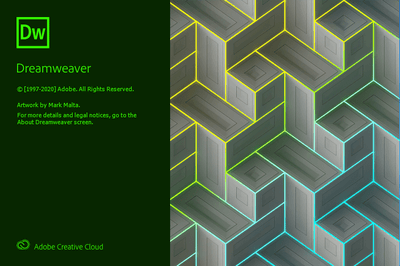 Dw
Dreamweaver
© [1997-2020] Adobe. All Rights Reserved.
Artwork by Mark Malta.
For more details and legal notices, go to the
About Dreamweaver screen.
Adobe Creative Cloud